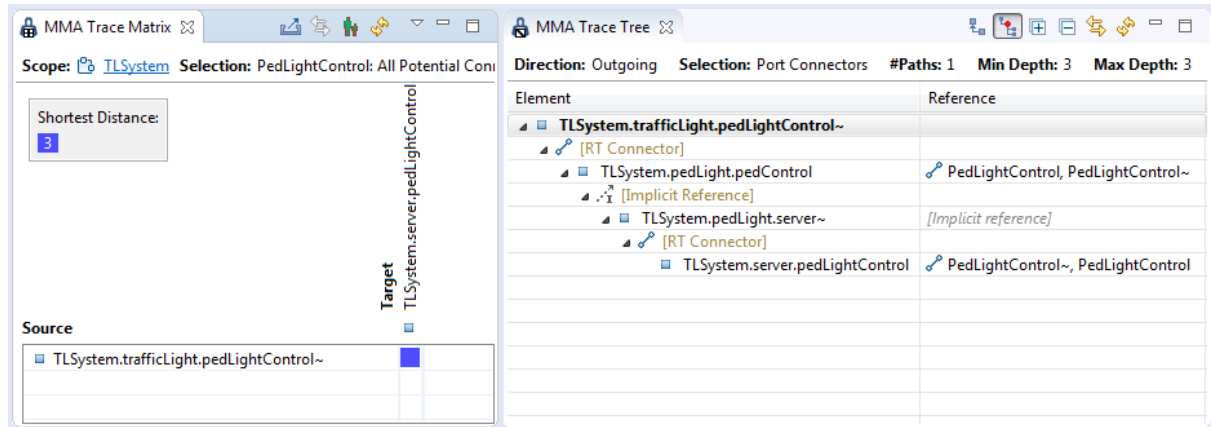 MMA Trace Matrix
Scope: TLSystem Selection: PedLightControl: All Potential Con
Shortest Distance:
3
Target
TLSystem.server.pedLightControl
Source
TLSystem.trafficLight.pedLightControl~
MMA Trace Tree
Direction: Outgoing Selection: Port Connectors #Paths: 1 Min Depth: 3 Max Depth: 3
Element Reference
TLSystem.trafficLight.pedLightControl~
[RT Connector]
TLSystem.pedLight.pedControl PedLightControl, PedLightControl~
[Implicit Reference]
TLSystem.pedLight.server~ [Implicit reference]
[RT Connector]
TLSystem.server.pedLightControl PedLightControl~, PedLightControl